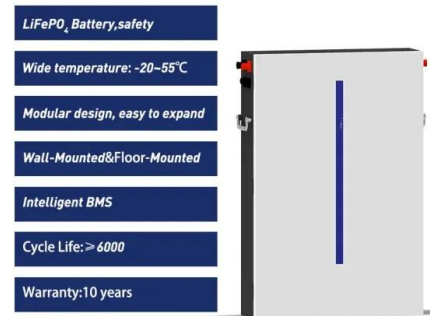 LiFePO₄ Battery,safety
Wide temperature: -20~55℃
Modular design, easy to expand
Wall-Mounted&Floor-Mounted
Intelligent BMS
Cycle Life:≥6000
Warranty:10 years